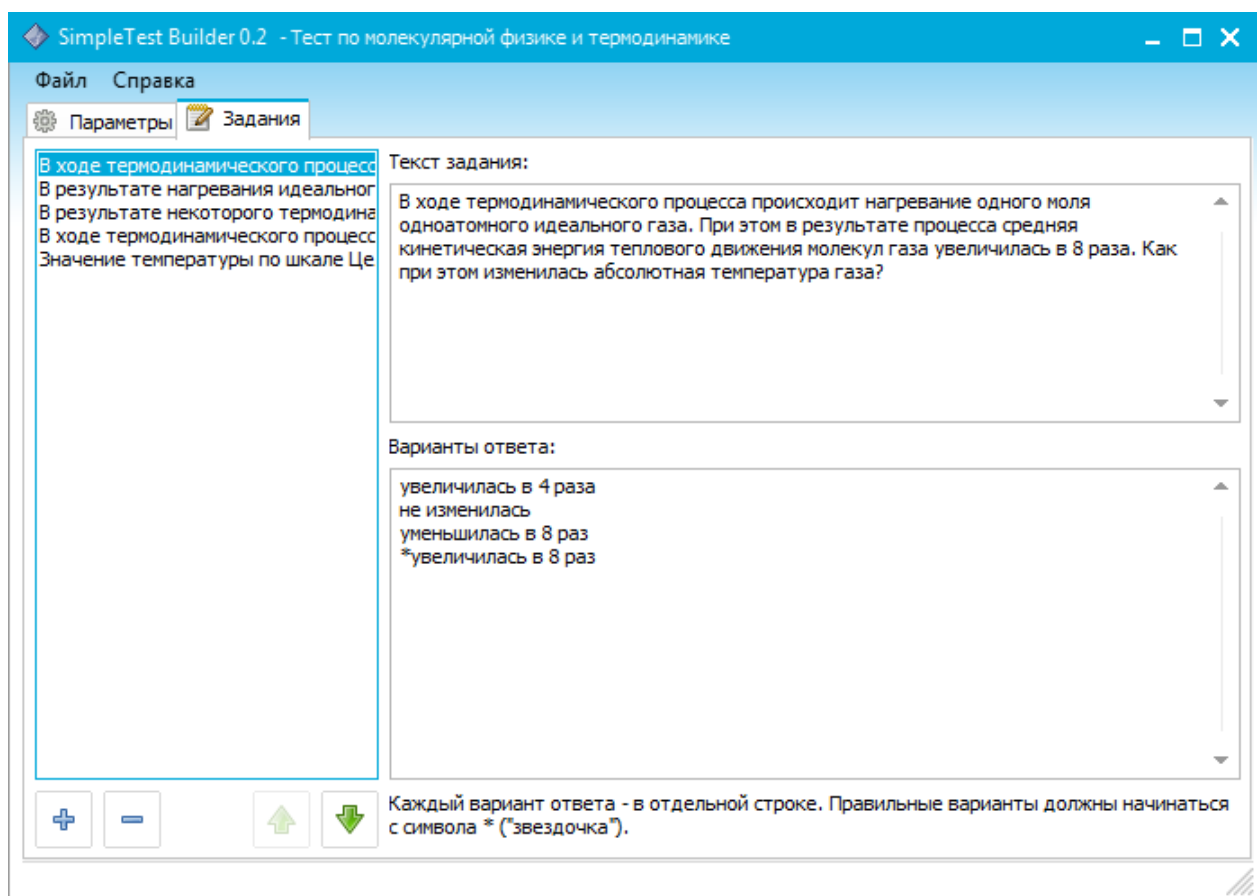 SimpleTest Builder 0.2 - Тест по молекулярной физике и термодинамике
Файл Справка
Параметры Задания
В ходе термодинамического процесс
В результате нагревания идеальног
В результате некоторого термодина
В ходе термодинамического процесс
Значение температуры по шкале Це
Текст задания:
В ходе термодинамического процесса происходит нагревание одного моля
одноатомного идеального газа. При этом в результате процесса средняя
кинетическая энергия теплового движения молекул газа увеличилась в 8 раза. Как
при этом изменилась абсолютная температура газа?
Варианты ответа:
увеличилась в 4 раза
не изменилась
уменьшилась в 8 раз
*увеличилась в 8 раз
Каждый вариант ответа - в отдельной строке. Правильные варианты должны начинаться
с символа * ("звездочка").